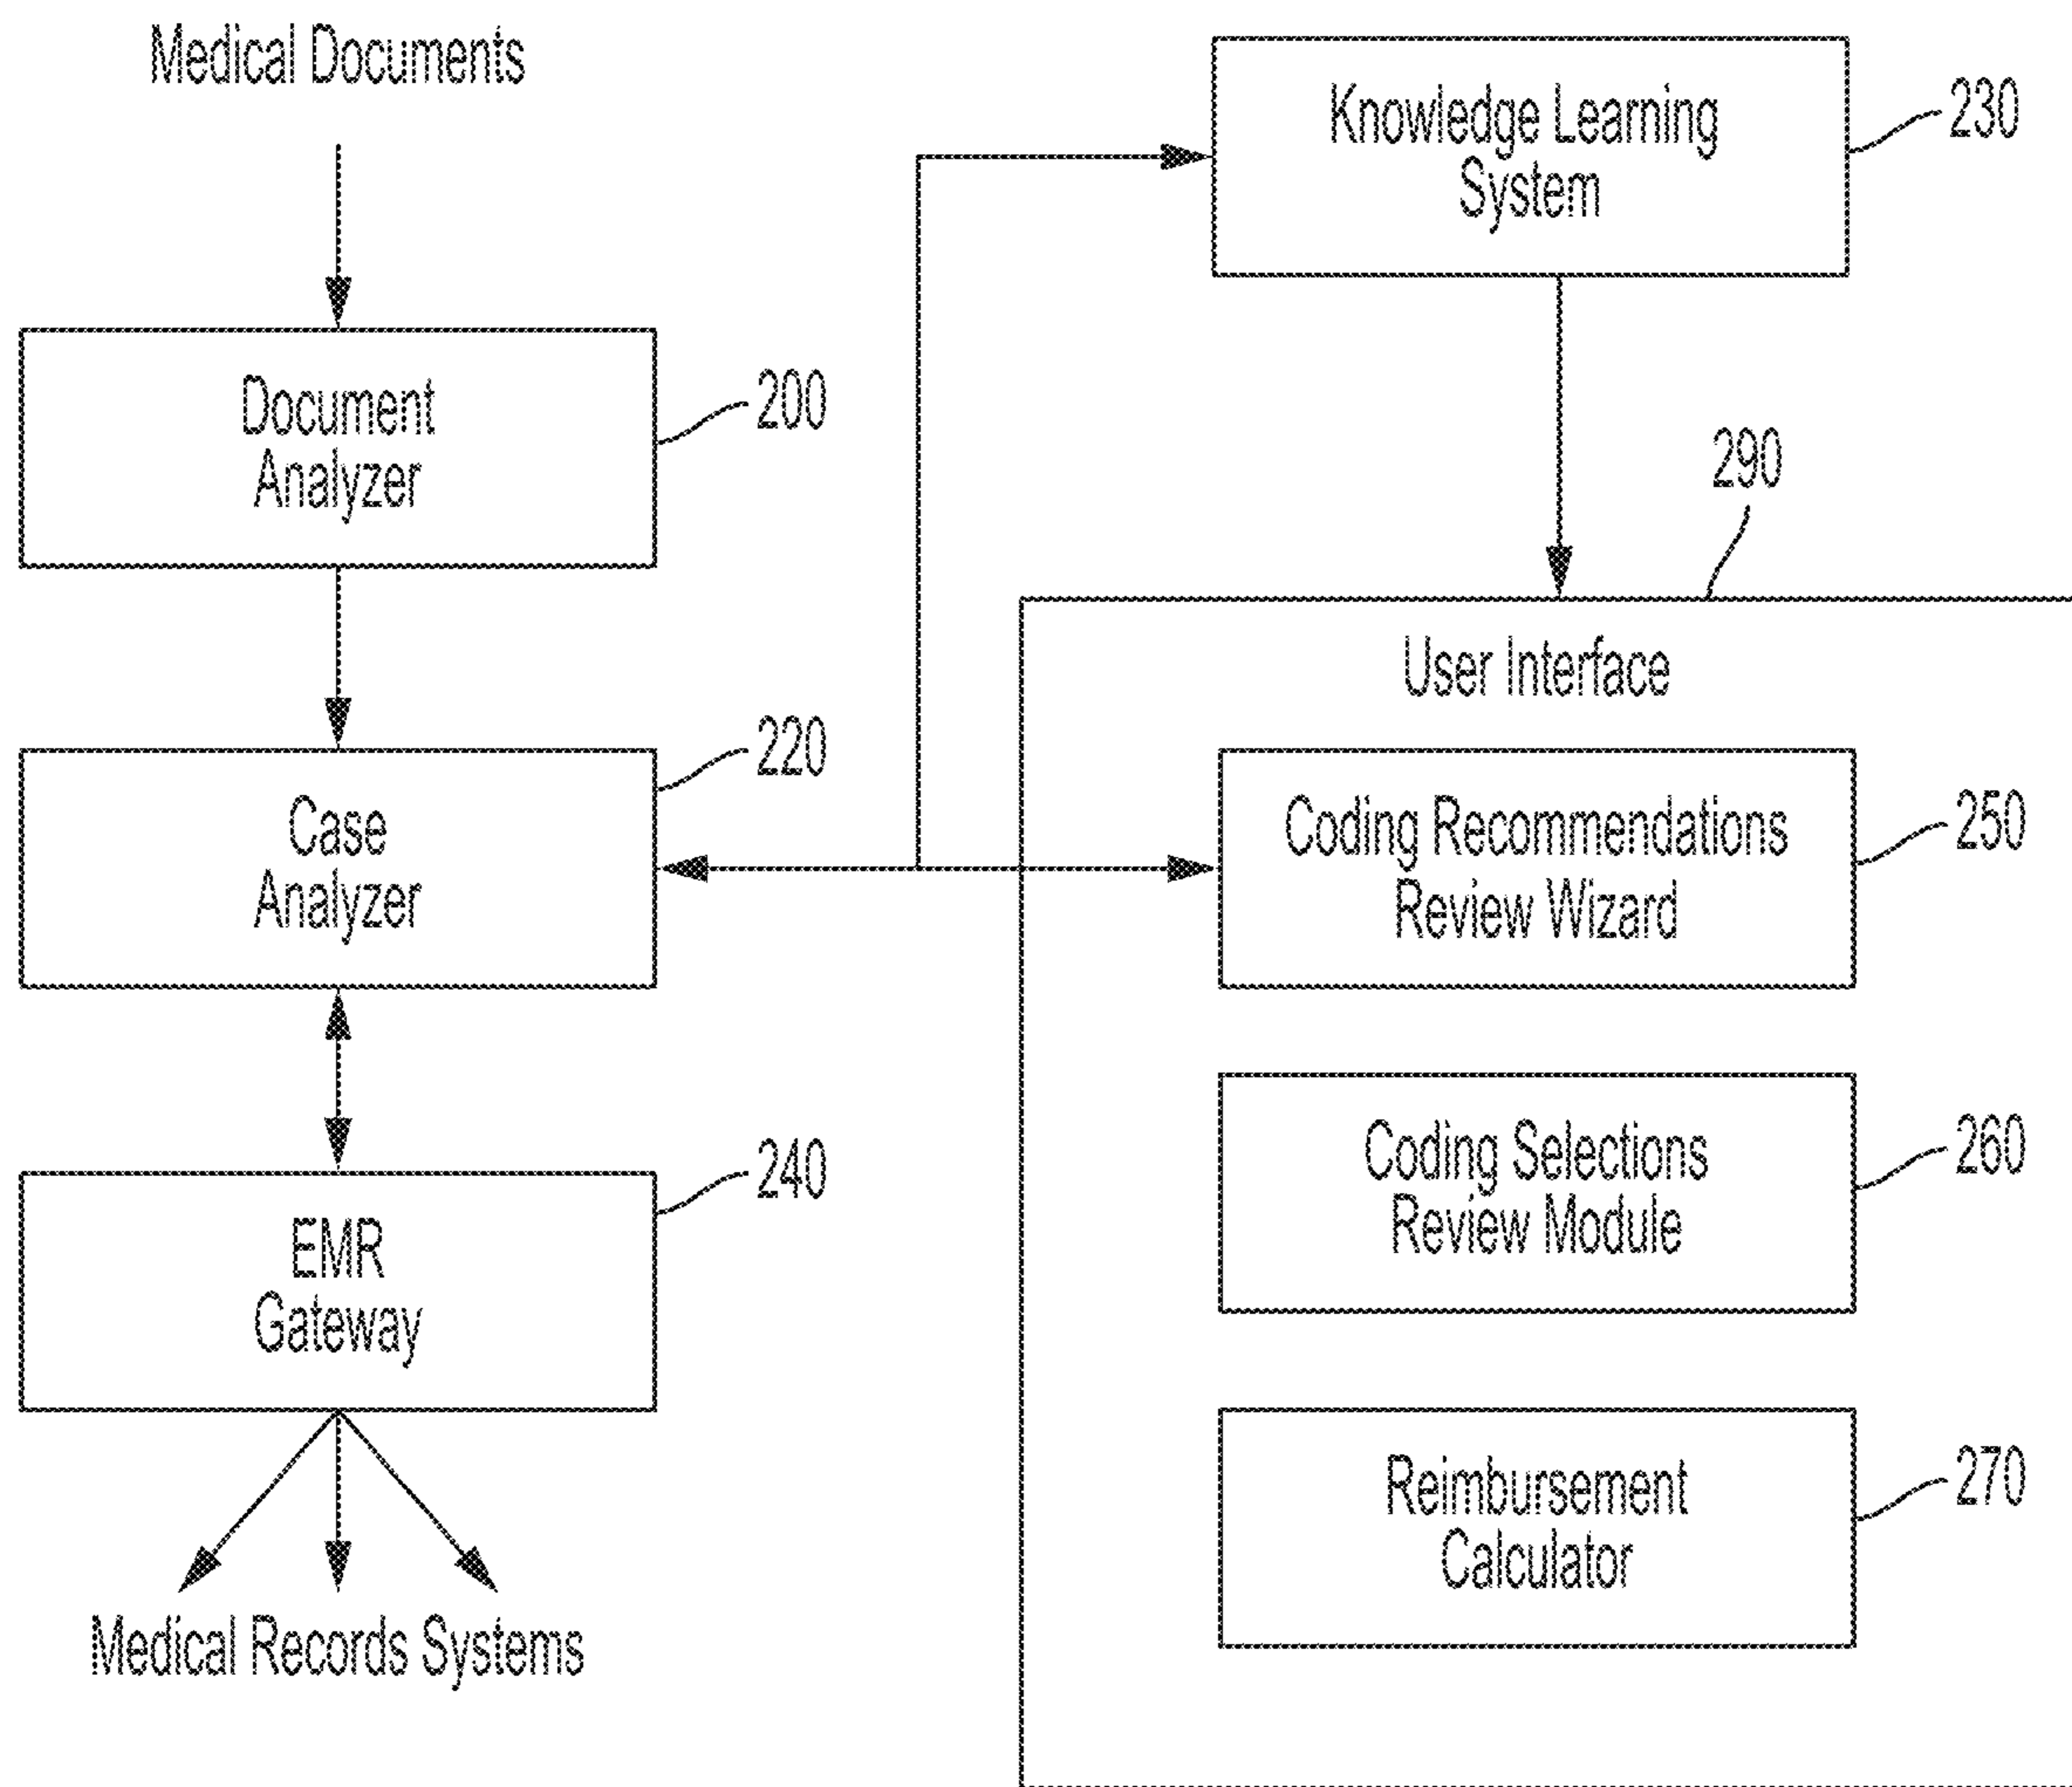 Medical Documents
Document
Analyzer
200
Case
Analyzer
220
EMR
Gateway
240
Medical Records Systems
Knowledge Learning
System
230
290
User Interface
Coding Recommendations
Review Wizard
250
Coding Selections
Review Module
260
Reimbursement
Calculator
270